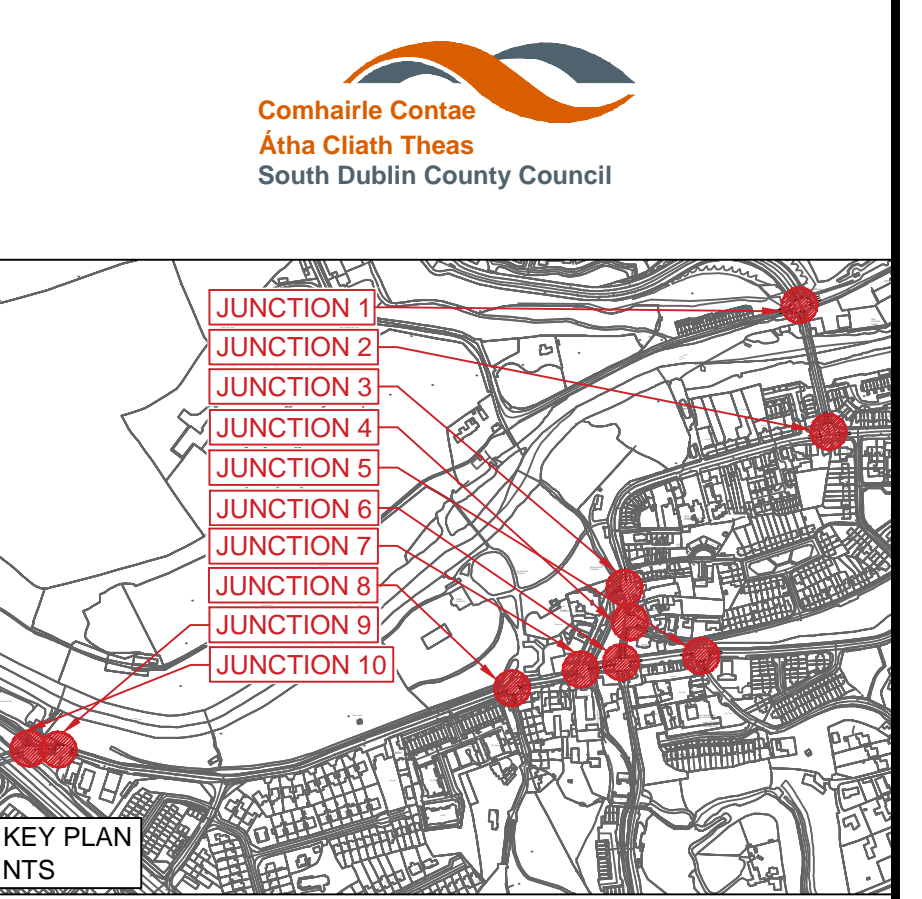 Comhairle Contae
Átha Cliath Theas
South Dublin County Council
JUNCTION 1
JUNCTION 2
JUNCTION 3
JUNCTION 4
JUNCTION 5
JUNCTION 6
JUNCTION 7
JUNCTION 8
JUNCTION 9
JUNCTION 10
KEY PLAN
NTS